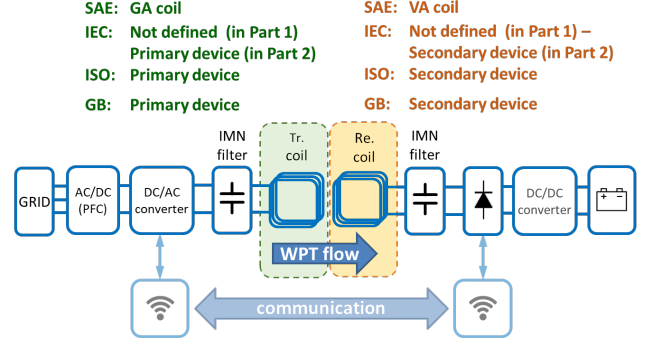 SAE: GA coil
IEC: Not defined (in Part 1)
Primary device (in Part 2)
ISO: Primary device
GB: Primary device
SAE: VA coil
IEC: Not defined (in Part 1) –
Secondary device (in Part 2)
ISO: Secondary device
GB: Secondary device
IMN
filter
Tr.
coil
Re.
coil
IMN
filter
GRID
AC/DC
(PFC)
DC/AC
converter
DC/DC
converter
+ −
WPT flow
communication